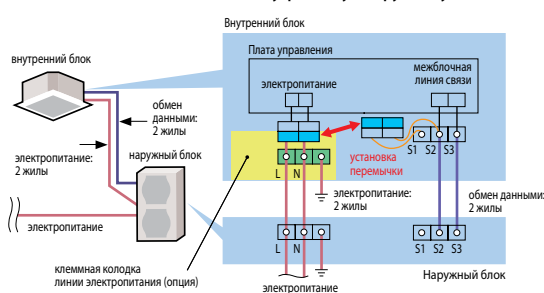 Внутренний блок
Плата управления
внутренний блок
электропитание
межблочная
линия связи
обмен
данными:
2 жилы
электропитание:
2 жилы
наружный блок
L N
установка
перемычки
S1 S2 S3
электропитание:
2 жилы
обмен данными:
2 жилы
электропитание
L N
S1 S2 S3
клеммная колодка
линии электропитания (опция)
электропитание
Наружный блок